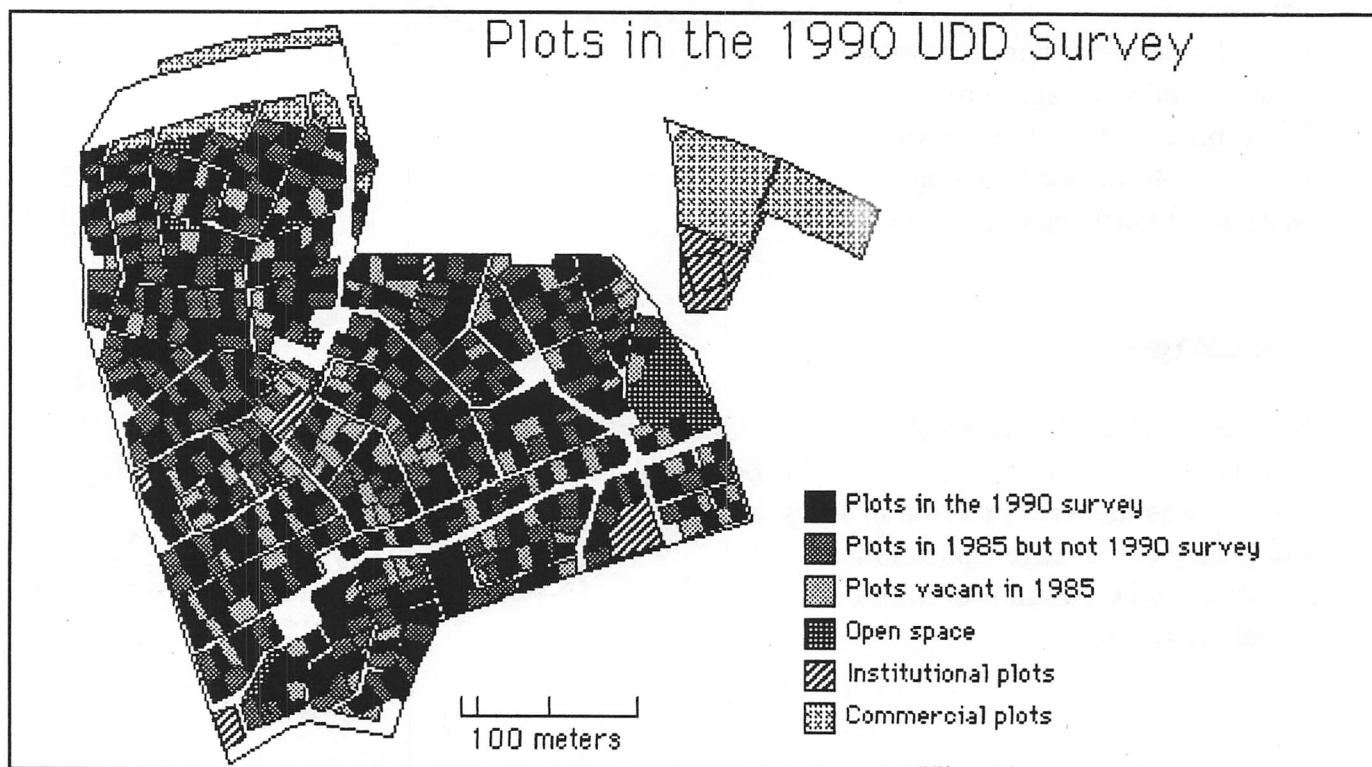 Plots in the 1990 UDD Survey
Plots in the 1990 survey
Plots in 1985 but not 1990 survey
Plots vacant in 1985
Open space
Institutional plots
Commercial plots
100 meters